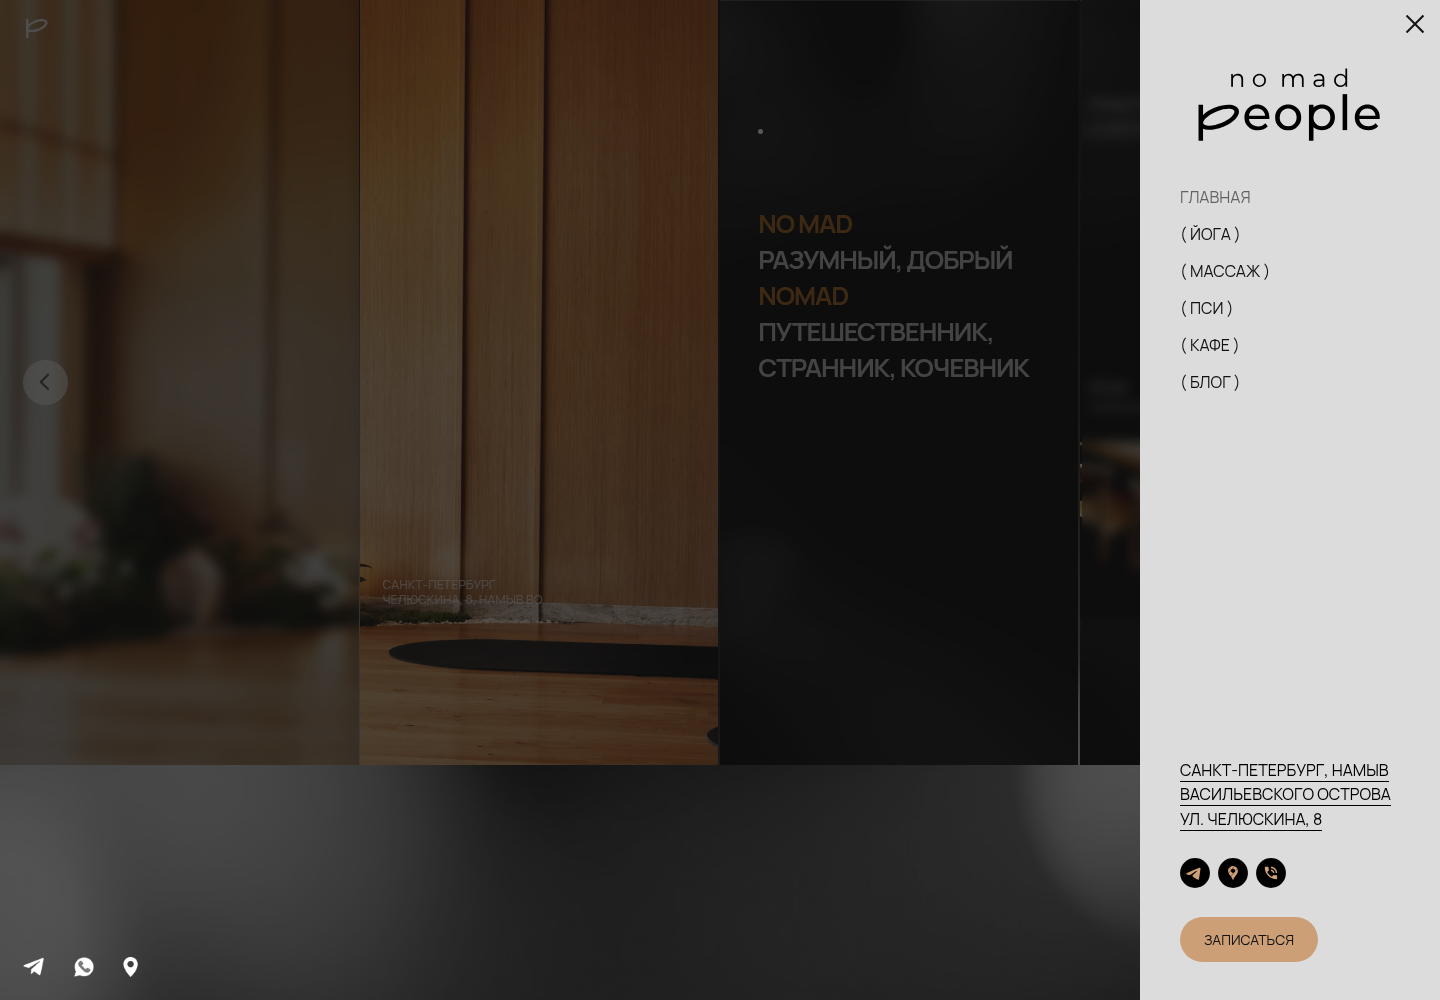 САНКТ-ПЕТЕРБУРГ
ЧЕЛЮСКИНА, 8, НАМЫВ ВО
NO MAD
РАЗУМНЫЙ, ДОБРЫЙ
NOMAD
ПУТЕШЕСТВЕННИК,
СТРАННИК, КОЧЕВНИК
no mad
people
ГЛАВНАЯ
( ЙОГА )
( МАССАЖ )
( ПСИ )
( КАФЕ )
( БЛОГ )
САНКТ-ПЕТЕРБУРГ, НАМЫВ
ВАСИЛЬЕВСКОГО ОСТРОВА
УЛ. ЧЕЛЮСКИНА, 8
ЗАПИСАТЬСЯ